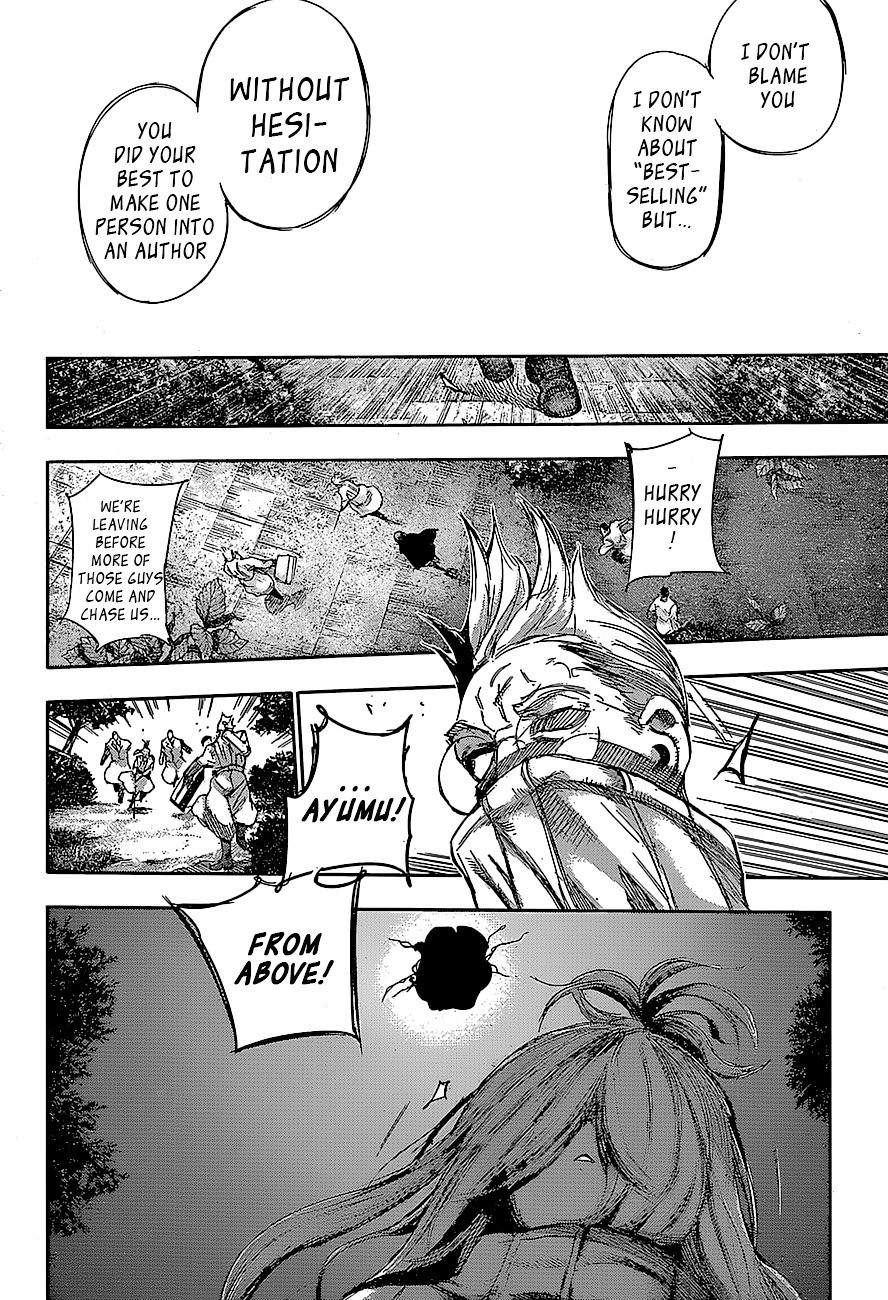 I DON'T
BLAME
YOU
I DON'T
KNOW
ABOUT
"BEST-
SELLING"
BUT...
WITHOUT
HESI-
TATION
YOU
DID YOUR
BEST TO
MAKE ONE
PERSON INTO
AN AUTHOR
-
HURRY
HURRY
!
WE'RE
LEAVING
BEFORE
MORE OF
THOSE GUYS
COME AND
CHASE US...
...
AYUMU!
FROM
ABOVE!